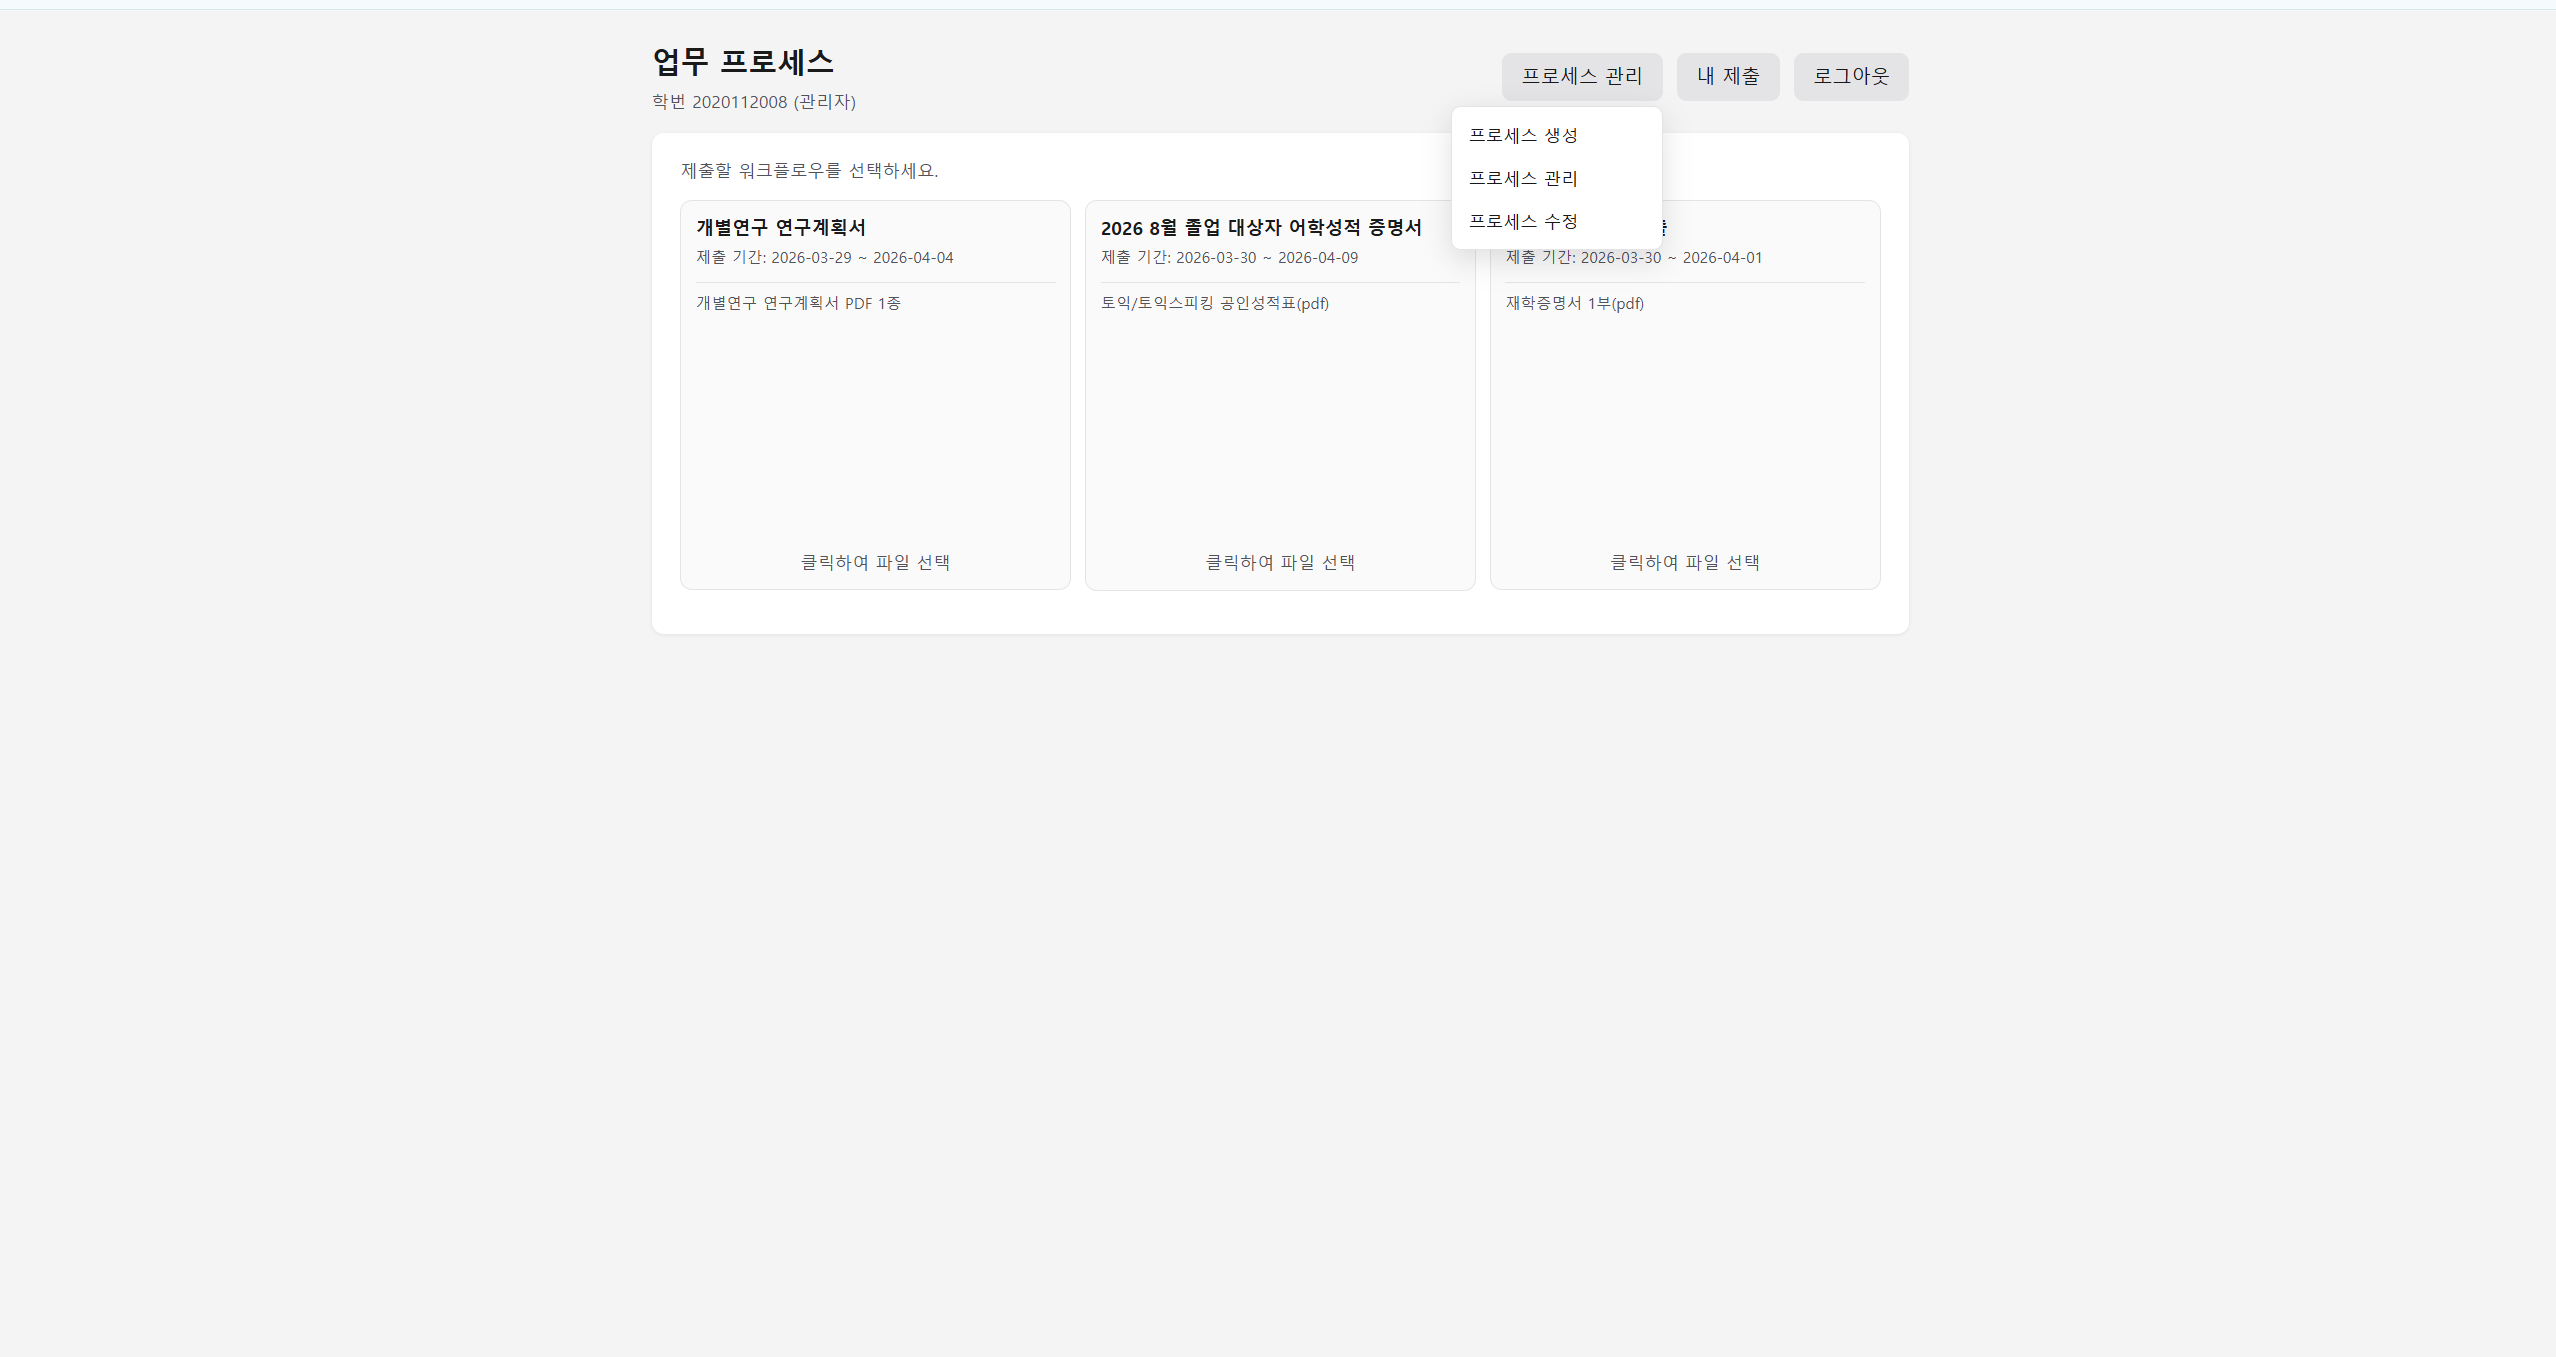 업무 프로세스
학번 2020112008 (관리자)
프로세스 관리
내 제출
로그아웃
프로세스 생성
프로세스 관리
프로세스 수정
제출할 워크플로우를 선택하세요.
개별연구 연구계획서
제출 기간: 2026-03-29 ~ 2026-04-04
개별연구 연구계획서 PDF 1종
클릭하여 파일 선택
2026 8월 졸업 대상자 어학성적 증명서
제출 기간: 2026-03-30 ~ 2026-04-09
토익/토익스피킹 공인성적표(pdf)
클릭하여 파일 선택
제출 기간: 2026-03-30 ~ 2026-04-01
재학증명서 1부(pdf)
클릭하여 파일 선택